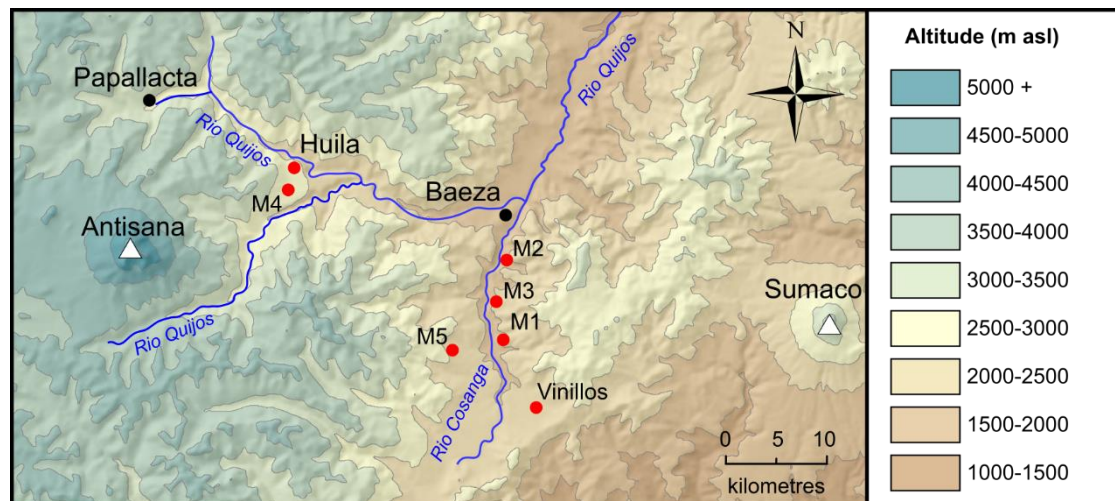 Papallacta
Rio Quijos
Huila
M4
Antisana
Rio Quijos
Baeza
Rio Quijos
N
M2
M3
M1
M5
Rio Cosanga
Vinillos
Sumaco
0 10
kilometres
Altitude (m asl)
5000 +
4500-5000
4000-4500
3500-4000
3000-3500
2500-3000
2000-2500
1500-2000
1000-1500